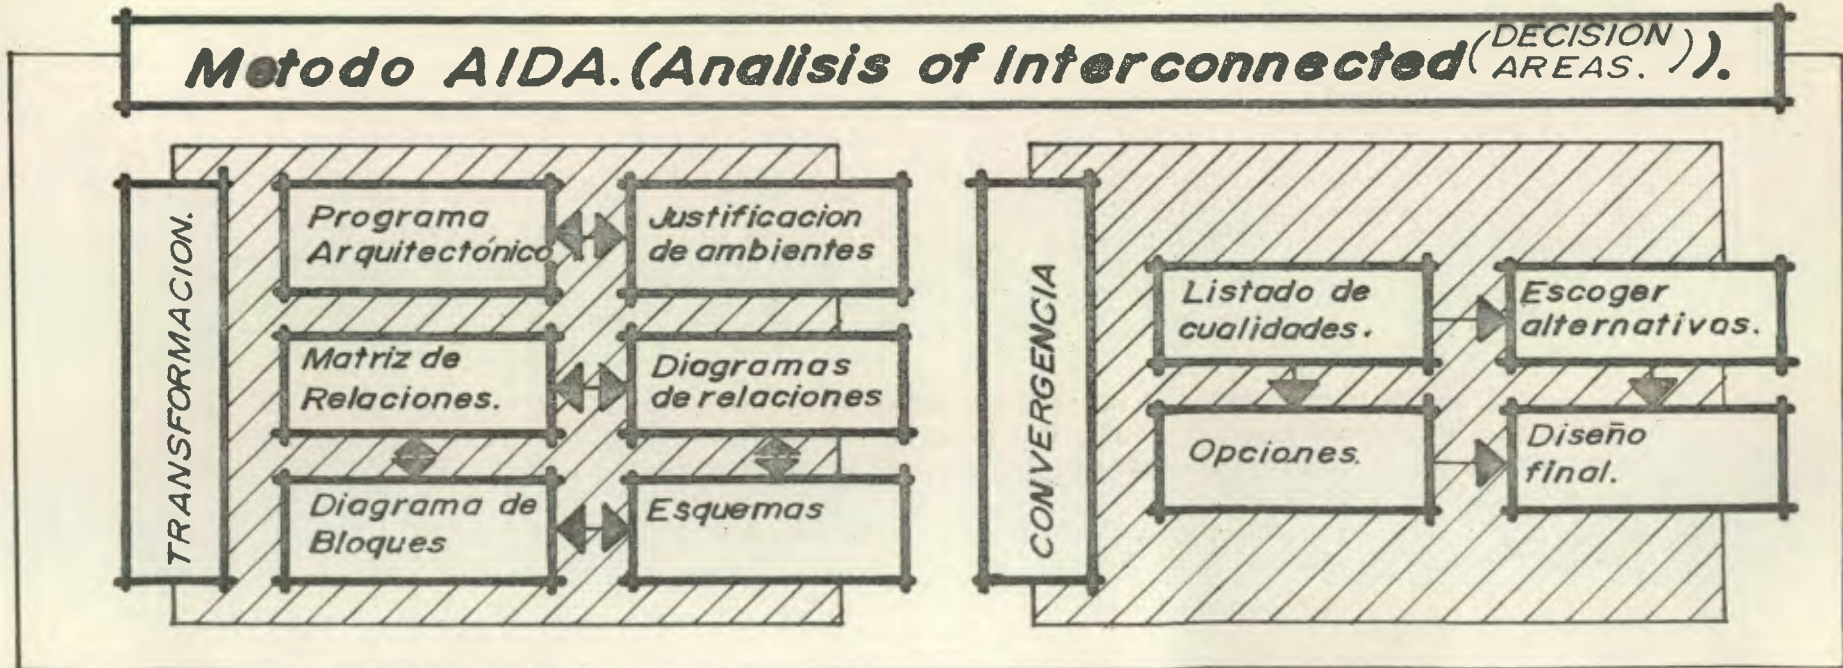 Metodo AIDA.(Analisis of Interconnected(DECISION AREAS.)).
TRANSFORMACION.
Programa
Arquitectónico
Justificacion
de ambientes
Matriz de
Relaciones.
Diagramas
de relaciones
Diagrama de
Bloques
Esquemas
CONVERGENCIA
Listado de
cualidades.
Escoger
alternativas.
Opciones.
Diseño
final.